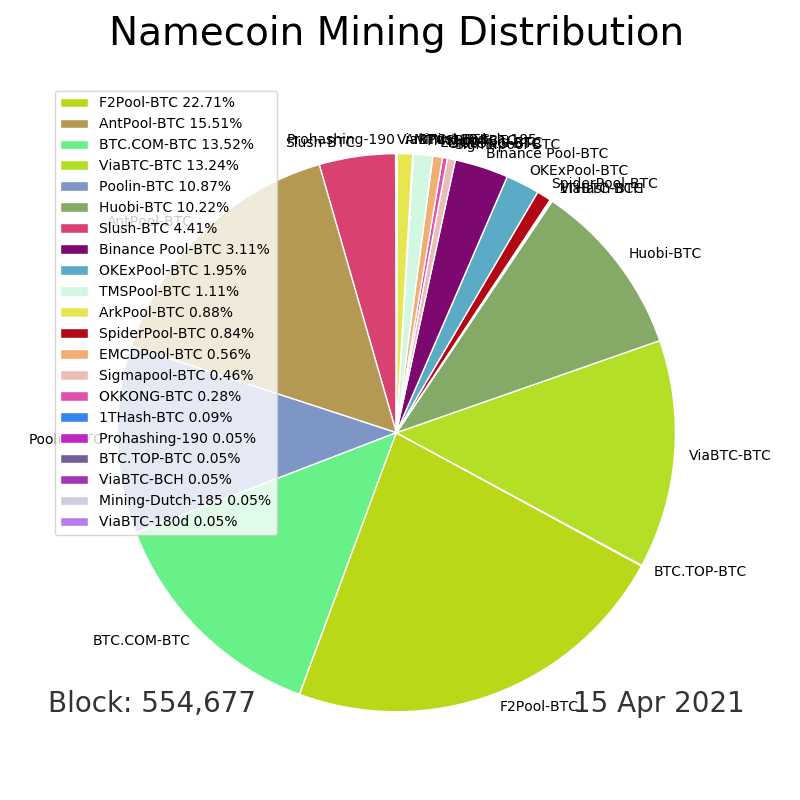 Namecoin Mining Distribution
F2Pool-BTC 22.71%
AntPool-BTC 15.51%
BTC.COM-BTC 13.52%
ViaBTC-BTC 13.24%
Poolin-BTC 10.87%
Huobi-BTC 10.22%
Slush-BTC 4.41%
Binance Pool-BTC 3.11%
OKExPool-BTC 1.95%
TMSPool-BTC 1.11%
ArkPool-BTC 0.88%
SpiderPool-BTC 0.84%
EMCDPool-BTC 0.56%
Sigmapool-BTC 0.46%
OKKONG-BTC 0.28%
1THash-BTC 0.09%
Prohashing-190 0.05%
BTC.TOP-BTC 0.05%
ViaBTC-BCH 0.05%
Mining-Dutch-185 0.05%
ViaBTC-180d 0.05%
Prohashing-190
Slush-BTC
AntPool-BTC
BTC.COM-BTC
F2Pool-BTC
BTC.TOP-BTC
ViaBTC-BTC
Huobi-BTC
SpiderPool-BTC
OKExPool-BTC
Binance Pool-BTC
Block: 554,677
15 Apr 2021